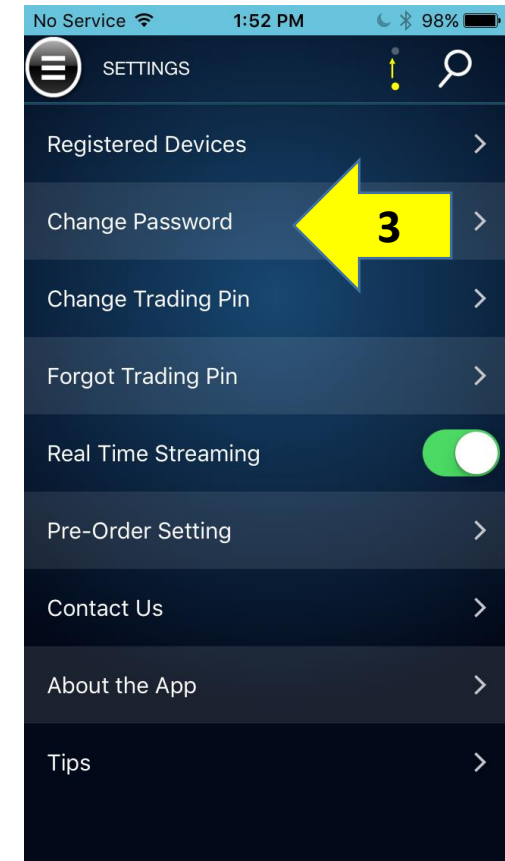 No Service 1:52 PM 98%
SETTINGS
Registered Devices
Change Password 3
Change Trading Pin
Forgot Trading Pin
Real Time Streaming
Pre-Order Setting
Contact Us
About the App
Tips